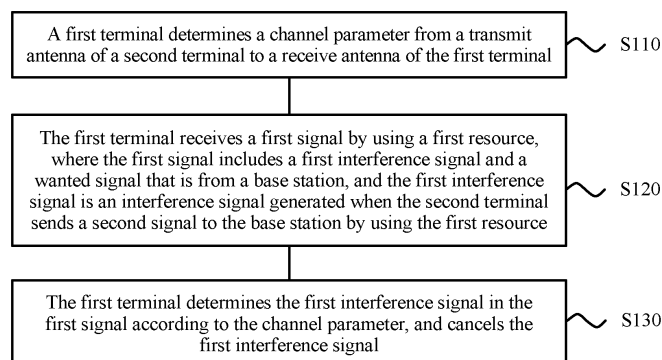 A first terminal determines a channel parameter from a transmit
antenna of a second terminal to a receive antenna of the first terminal
S110
The first terminal receives a first signal by using a first resource,
where the first signal includes a first interference signal and a
wanted signal that is from a base station, and the first interference
signal is an interference signal generated when the second terminal
sends a second signal to the base station by using the first resource
S120
The first terminal determines the first interference signal in the
first signal according to the channel parameter, and cancels the
first interference signal
S130